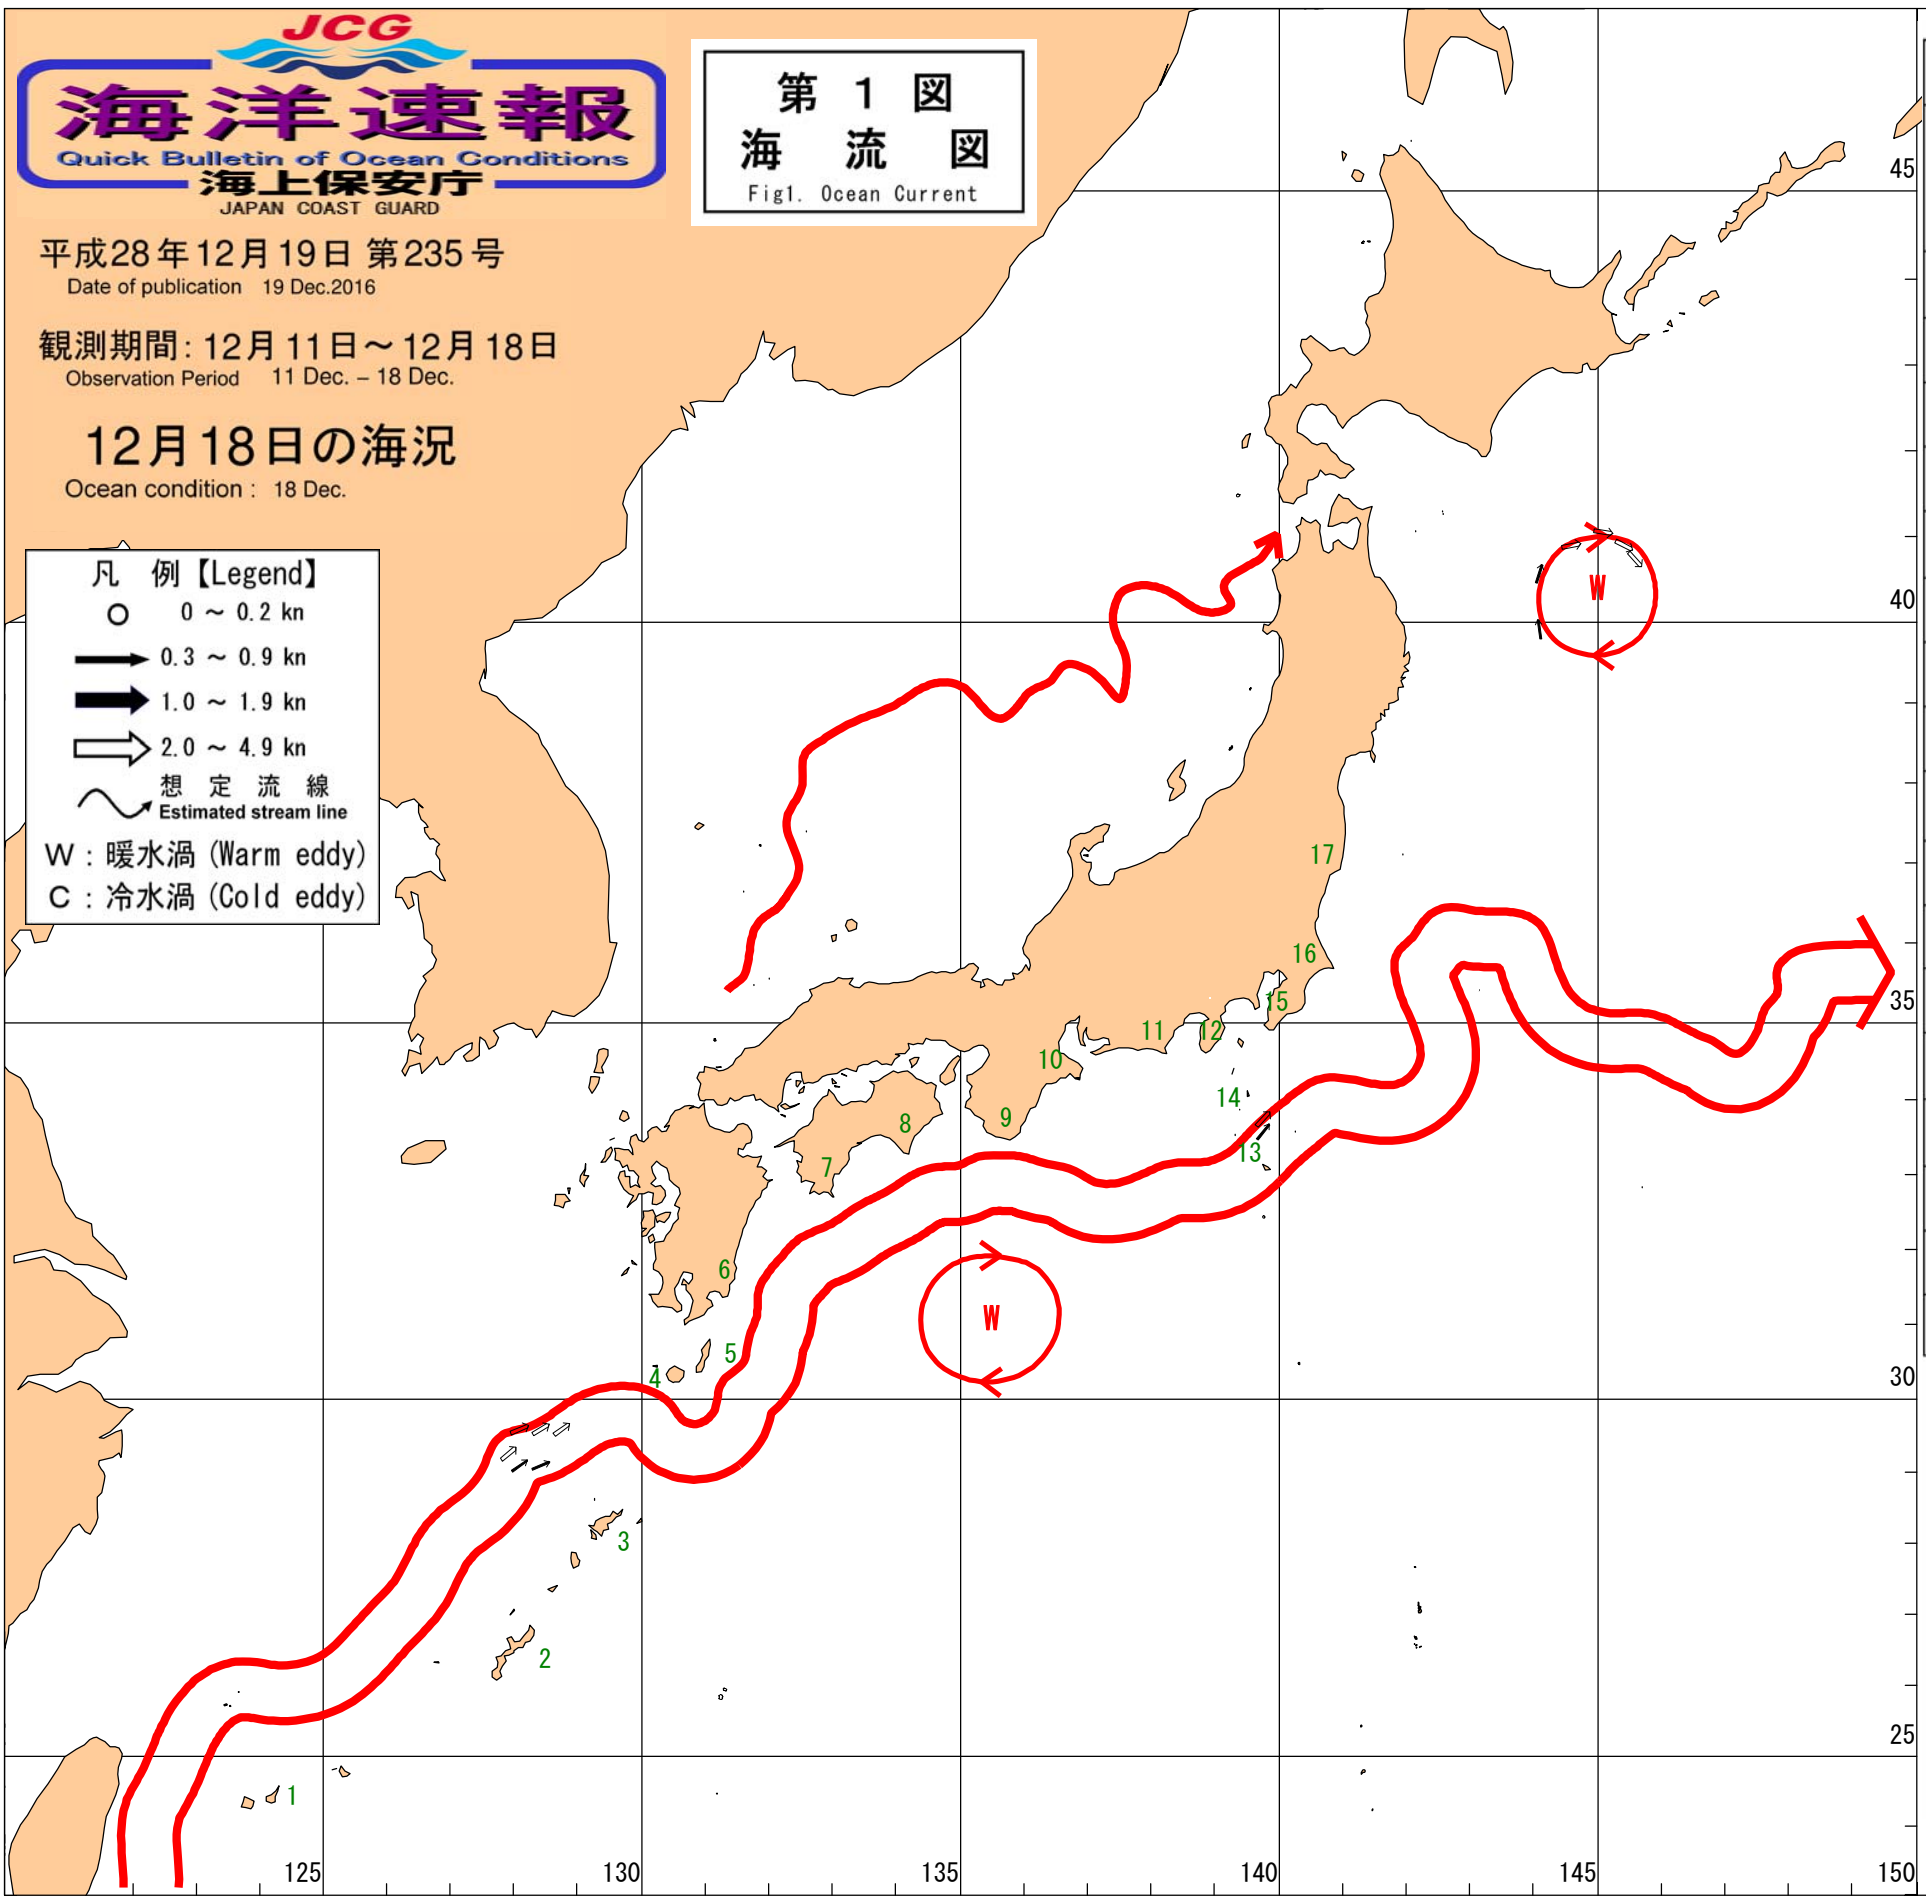 JCG
海洋速報
Quick Bulletin of Ocean Conditions
海上保安庁
JAPAN COAST GUARD
第 1 図
海 流 図
Fig1. Ocean Current
平成28年12月19日 第235号
Date of publication 19 Dec.2016
観測期間: 12月11日～12月18日
Observation Period 11 Dec. – 18 Dec.
12月18日の海況
Ocean condition : 18 Dec.
凡 例【Legend】
0 ～ 0.2 kn
0.3 ～ 0.9 kn
1.0 ～ 1.9 kn
2.0 ～ 4.9 kn
想 定 流 線
Estimated stream line
W : 暖水渦 (Warm eddy)
C : 冷水渦 (Cold eddy)
45
40
35
30
25
125
130
135
140
145
150
W
W
1
2
3
4
5
6
7
8
9
10
11
12
13
14
15
16
17